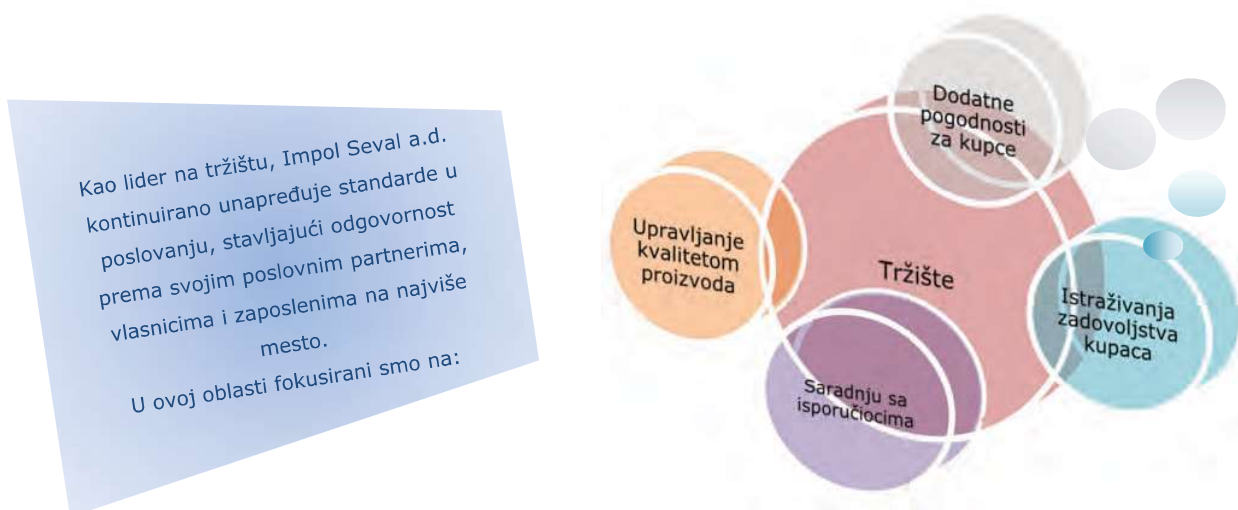 Kao lider na tržištu, Impol Seval a.d.
kontinuirano unapređuje standarde u
poslovanju, stavljajući odgovornost
prema svojim poslovnim partnerima,
vlasnicima i zaposlenima na najviše
mesto.
U ovoj oblasti fokusirani smo na:
Dodatne
pogodnosti
za kupce
Upravljanje
kvalitetom
proizvoda
Tržište
Istraživanja
zadovoljstva
kupaca
Saradnju sa
isporučiocima